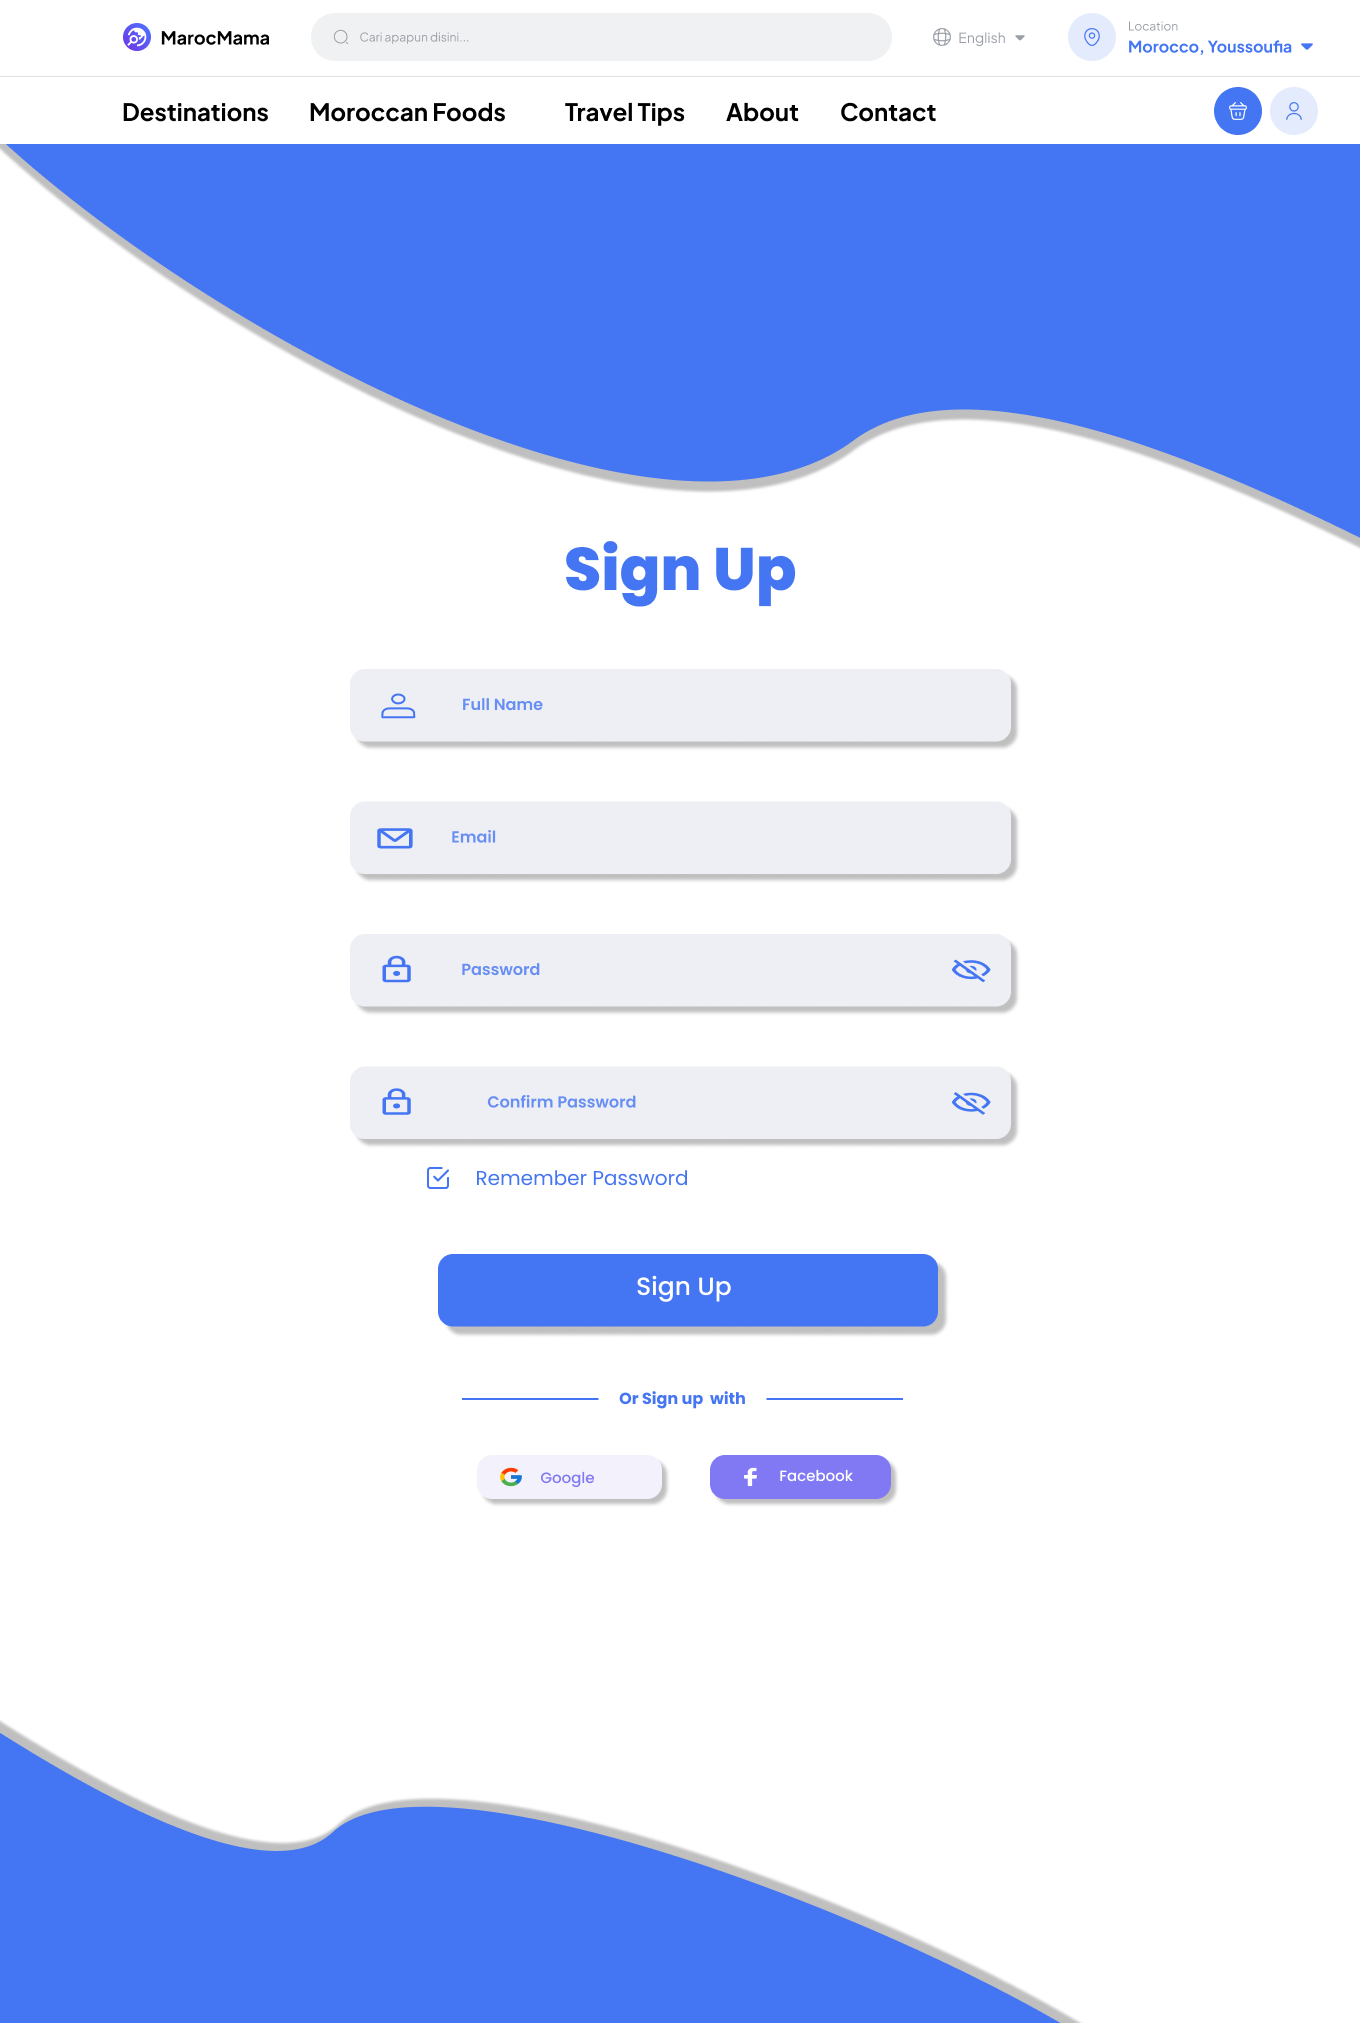 MarocMama
Cari apapun disini...
English
Location
Morocco, Youssoufia
Destinations
Moroccan Foods
Travel Tips
About
Contact
Sign Up
Full Name
Email
Password
Confirm Password
Remember Password
Sign Up
Or Sign up with
Google
Facebook